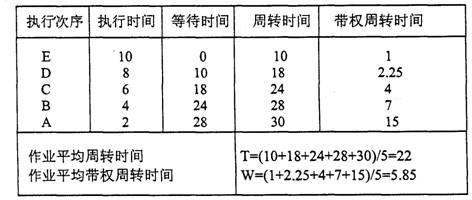 执行次序 执行时间 等待时间 周转时间 带权周转时间
E 10 0 10 1
D 8 10 18 2.25
C 6 18 24 4
B 4 24 28 7
A 2 28 30 15
作业平均周转时间 T=(10+18+24+28+30)/5=22
作业平均带权周转时间 W=(1+2.25+4+7+15)/5=5.85